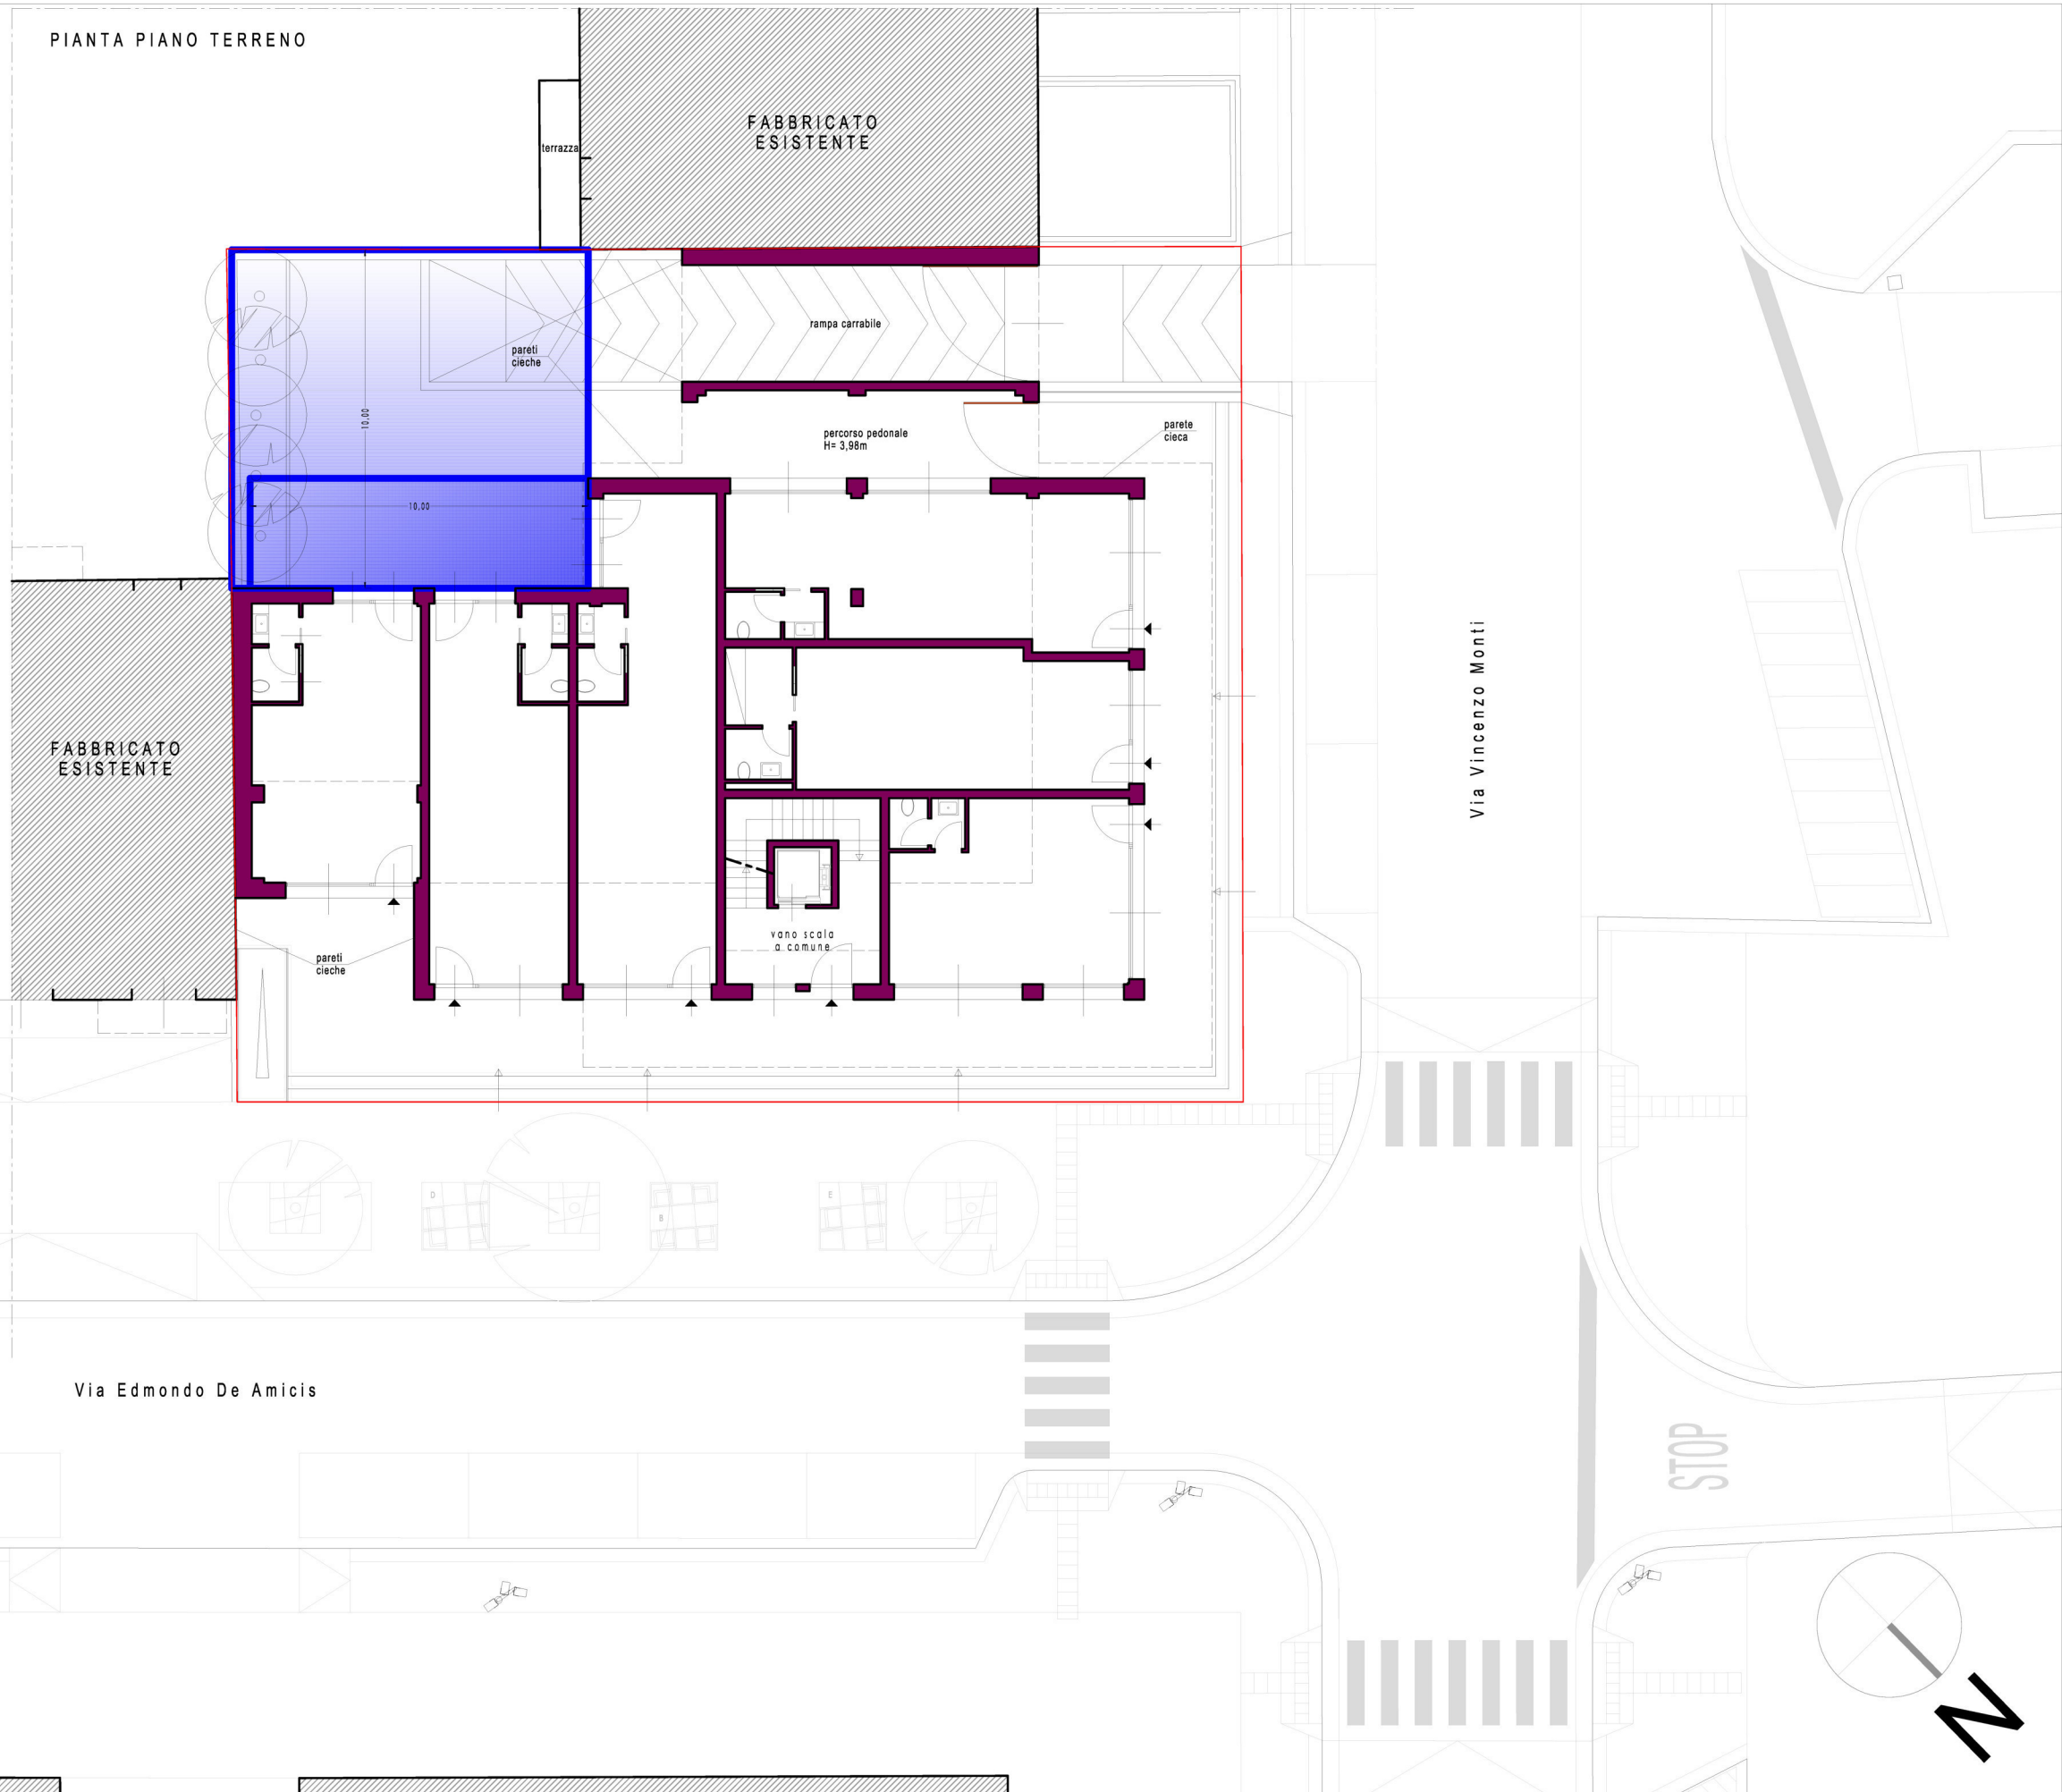 PIANTA PIANO TERRENO
FABBRICATO
ESISTENTE
terrazza
rampa carrabile
pareti
cieche
10,00
percorso pedonale
H= 3,98m
parete
cieca
10,00
Via Vincenzo Monti
FABBRICATO
ESISTENTE
vano scala
a comune
pareti
cieche
D
B
E
Via Edmondo De Amicis
STOP
N